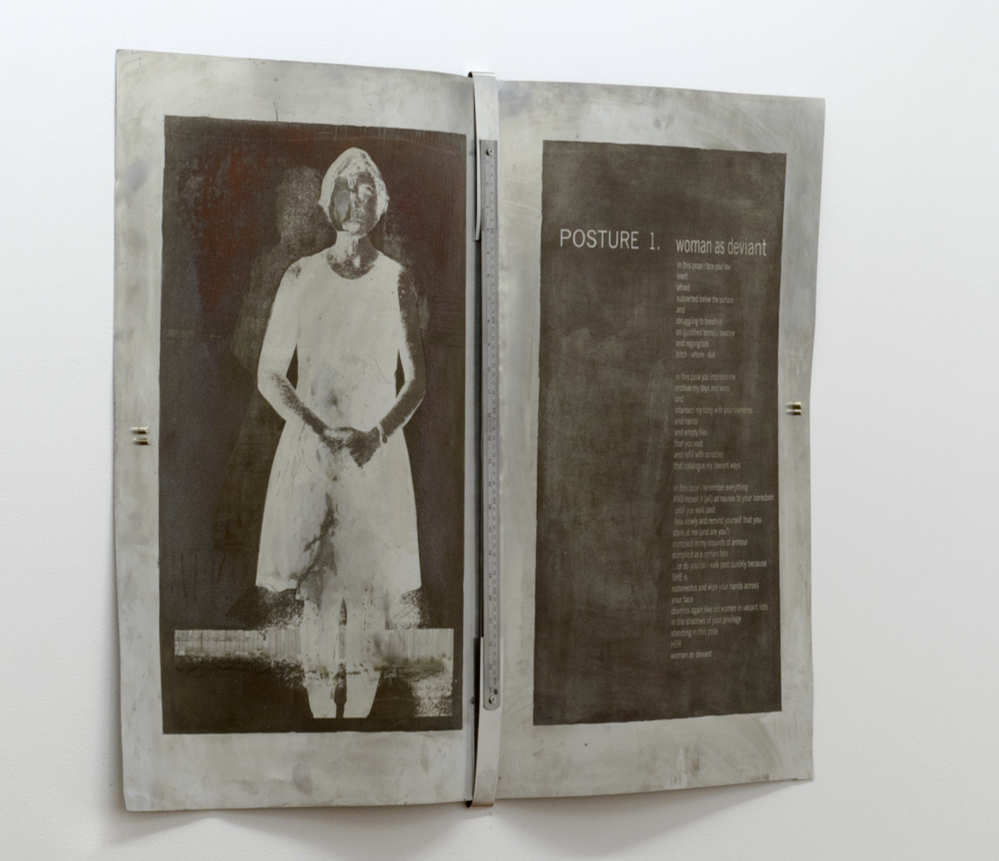 POSTURE 1. woman as deviant
in this pose i face your law
inert
afraid
subverted below the surface
and
struggling to breath(e)
on (justified terms) i swallow
and regurgitate
bitch - whore - slut
in this pose you imprison me
archive my days and ways
and
intersect my body with your cameras
and hands
and empty files
that you void
and refill with scribbles
that catalogue my deviant ways
in this pose i remember everything
AND repeat it (all) ad nausea to your boredom
until you walk past
less slowly and remind yourself that you
stare at me (and are you?)
complicit in my mounds of armour
complicit in a certain fate
...or do you/do i walk past quickly because
SHE is
and wipe your hands across
your face
dismiss again like old women in vacant lots
in the shadows of your privilege
standing in this pose
HER
woman as deviant